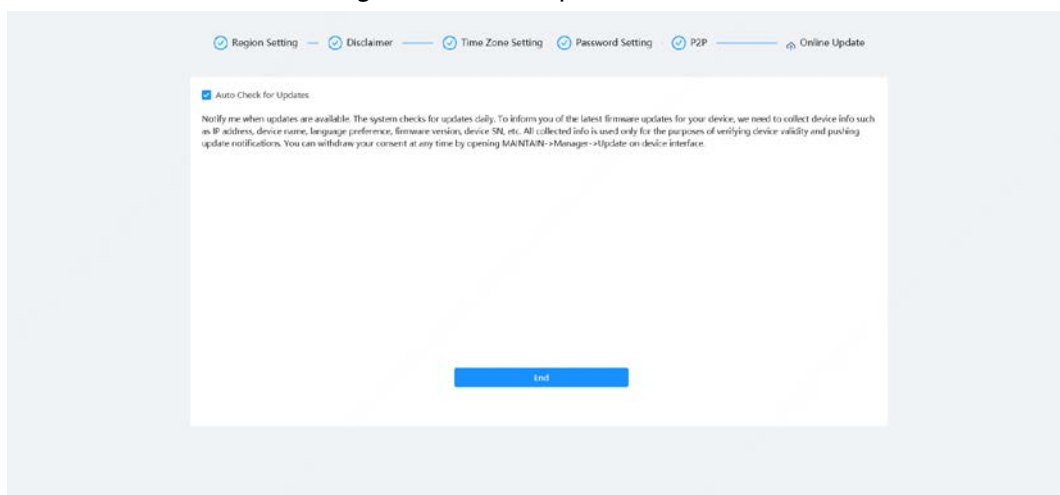 Region Setting Disclaimer Time Zone Setting Password Setting P2P Online Update
Auto Check for Updates
Notify me when updates are available. The system checks for updates daily. To inform you of the latest firmware updates for your device, we need to collect device info such
as IP address, device name, language preference, firmware version, device SN, etc. All collected info is used only for the purposes of verifying device validity and pushing
update notifications. You can withdraw your consent at any time by opening MAINTAIN->Manager->Update on device interface.
End